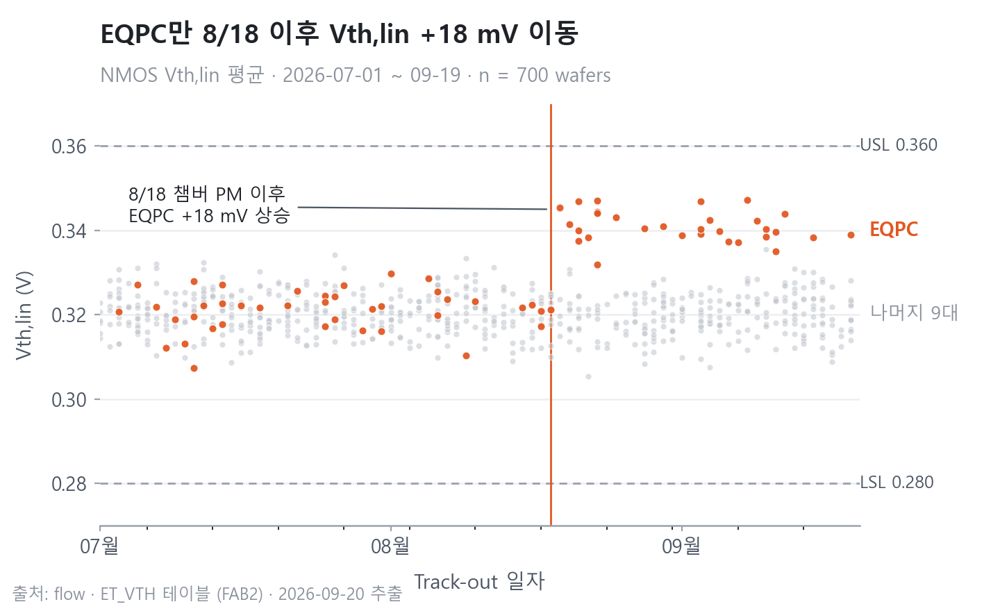 EQPC만 8/18 이후 Vth,lin +18 mV 이동
NMOS Vth,lin 평균 · 2026-07-01 ~ 09-19 · n = 700 wafers
0.36
USL 0.360
8/18 챔버 PM 이후
EQPC +18 mV 상승
0.34
EQPC
0.32
나머지 9대
Vth,lin (V)
0.30
0.28
LSL 0.280
07월
08월
09월
Track-out 일자
출처: flow · ET_VTH 테이블 (FAB2) · 2026-09-20 추출